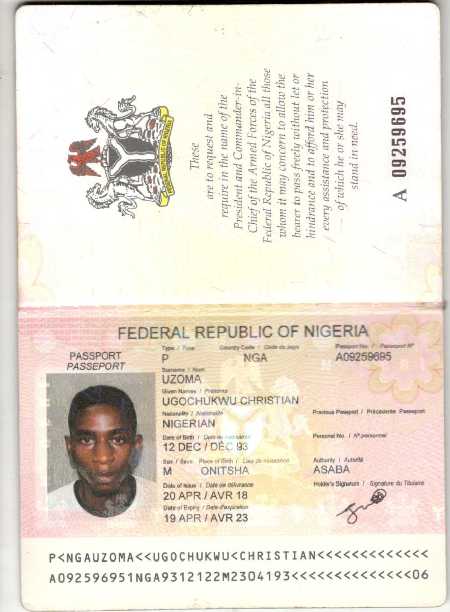 These
are to request and
require in the name of the
President and Commander-in-
Chief of the Armed Forces of the
Federal Republic of Nigeria all those
whom it may concern to allow the
bearer to pass freely without let or
hindrance and to afford him or her
every assistance and protection
of which he or she may
stand in need.
A 09259695
FEDERAL REPUBLIC OF NIGERIA
PASSPORT
PASSEPORT
Type / Type Country Code / Code du pays Passport No. / Passeport N°
P NGA A09259695
Surname / Nom
UZOMA
Given Names / Prénoms
UGOCHUKWU CHRISTIAN
Nationality / Nationalité Previous Passport / Précédente Passeport
NIGERIAN
Date of Birth / Date de naissance Personal No. / N° personnel
12 DEC / DÉC 93
Sex / Sexe Place of Birth / Lieu de naissance Authority / Autorité
M ONITSHA ASABA
Date of Issue / Date de délivrance Holder's Signature / Signature du Titulaire
20 APR / AVR 18
Date of Expiry / Date d'expiration
19 APR / AVR 23
P<NGAUZOMA<<UGOCHUKWU<CHRISTIAN<<<<<<<<<<<<<
A092596951NGA9312122M2304193<<<<<<<<<<<<<<06